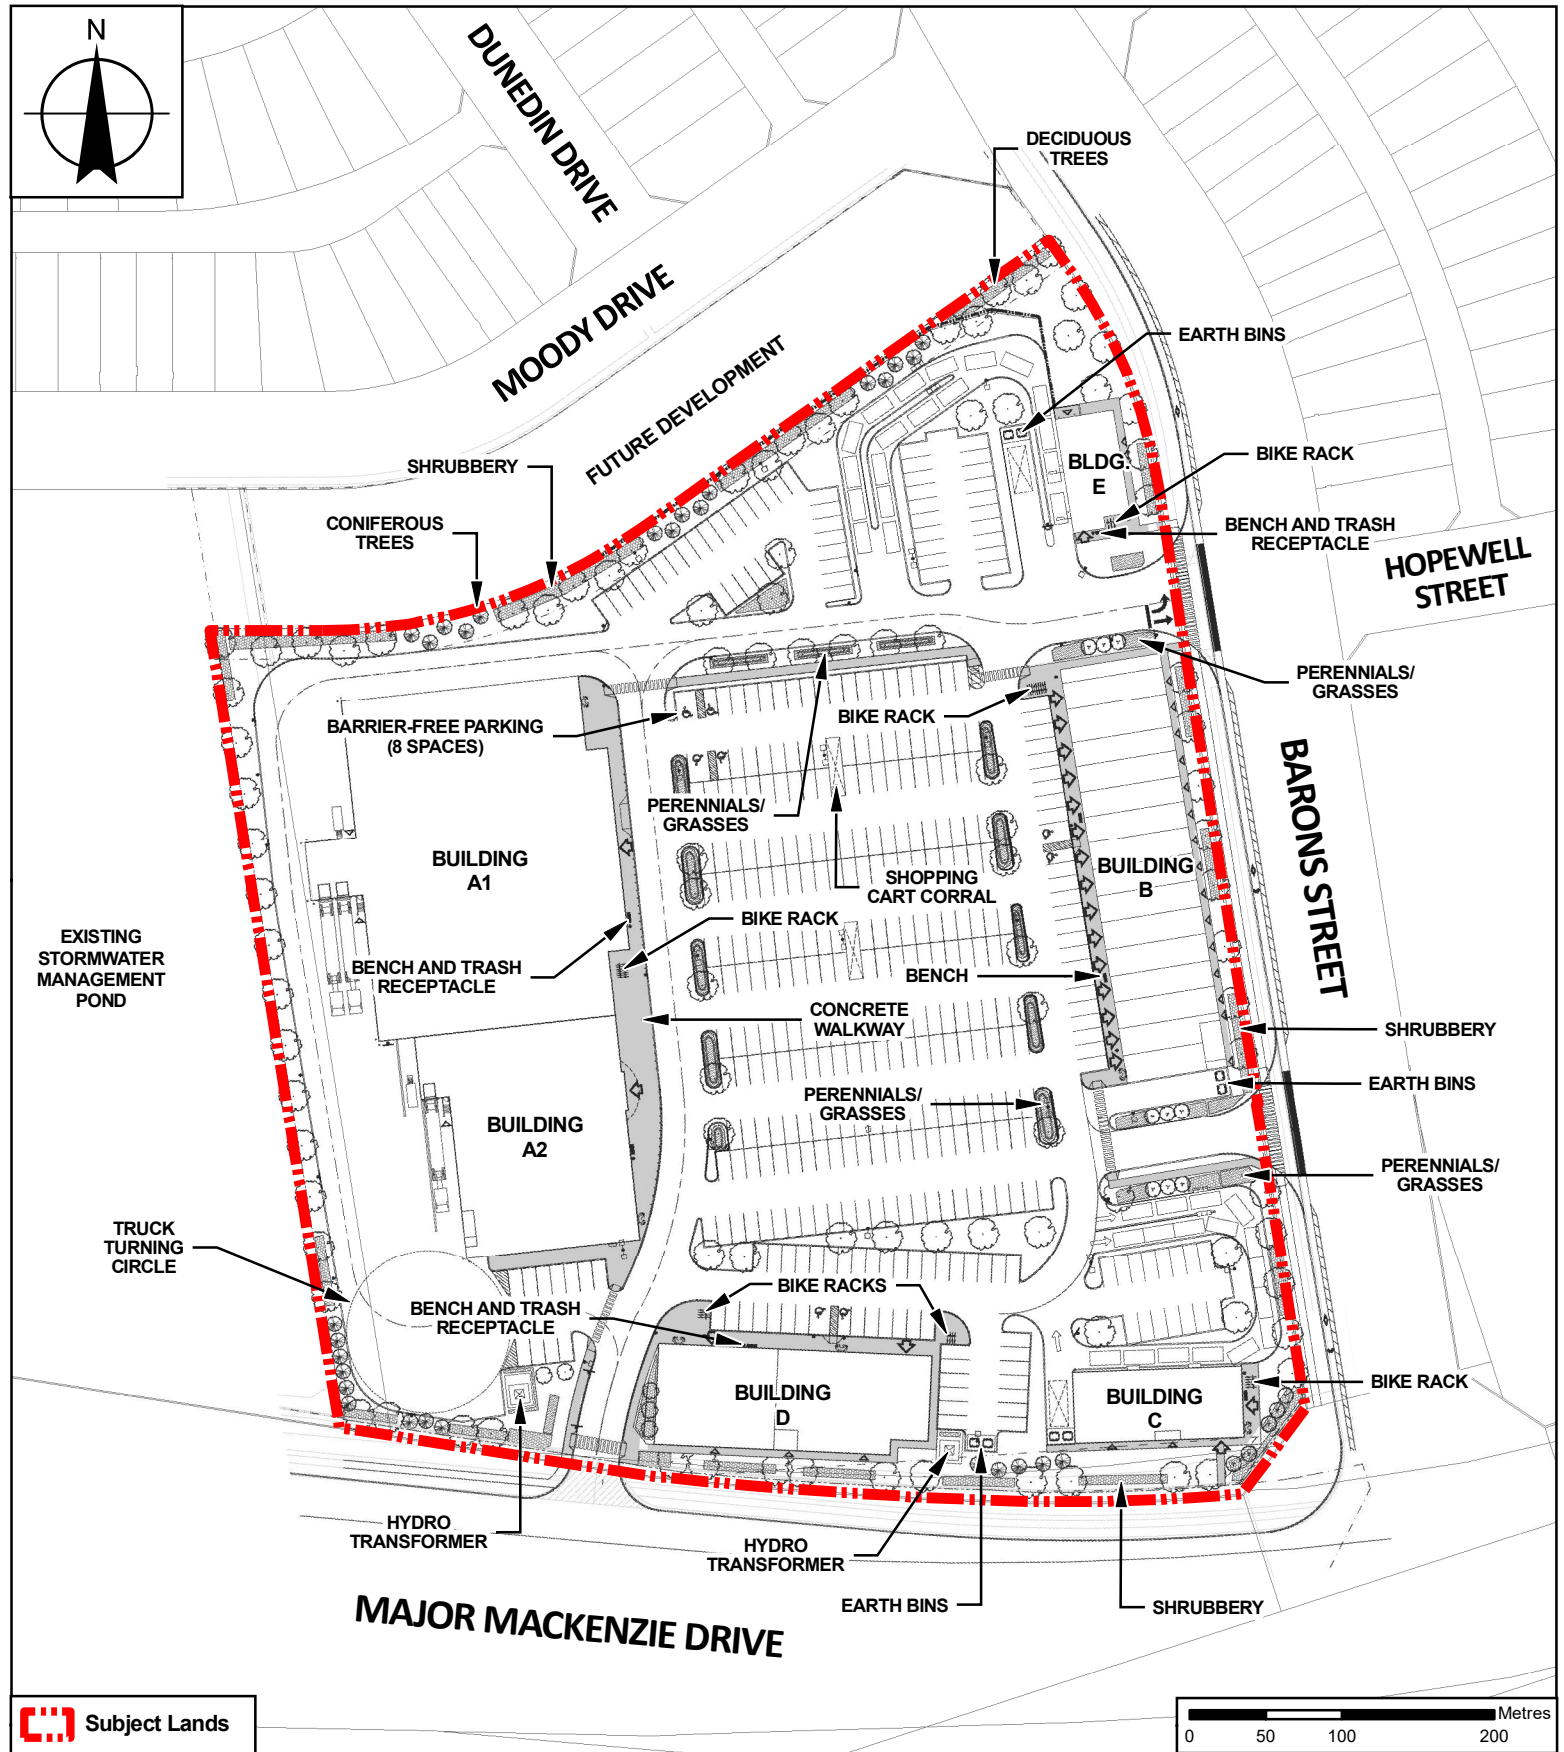 N
DUNEDIN DRIVE
DECIDUOUS
TREES
MOODY DRIVE
EARTH BINS
FUTURE DEVELOPMENT
SHRUBBERY
BLDG.
E
BIKE RACK
CONIFEROUS
TREES
BENCH AND TRASH
RECEPTACLE
HOPEWELL
STREET
PERENNIALS/
GRASSES
BARRIER-FREE PARKING
(8 SPACES)
BIKE RACK
PERENNIALS/
GRASSES
BARONS STREET
BUILDING
A1
SHOPPING
CART CORRAL
BUILDING
B
BIKE RACK
EXISTING
STORMWATER
MANAGEMENT
POND
BENCH AND TRASH
RECEPTACLE
BENCH
CONCRETE
WALKWAY
SHRUBBERY
EARTH BINS
PERENNIALS/
GRASSES
BUILDING
A2
PERENNIALS/
GRASSES
TRUCK
TURNING
CIRCLE
BIKE RACKS
BENCH AND TRASH
RECEPTACLE
BUILDING
D
BUILDING
C
BIKE RACK
HYDRO
TRANSFORMER
HYDRO
TRANSFORMER
EARTH BINS
SHRUBBERY
MAJOR MACKENZIE DRIVE
Subject Lands
Metres
0 50 100 200